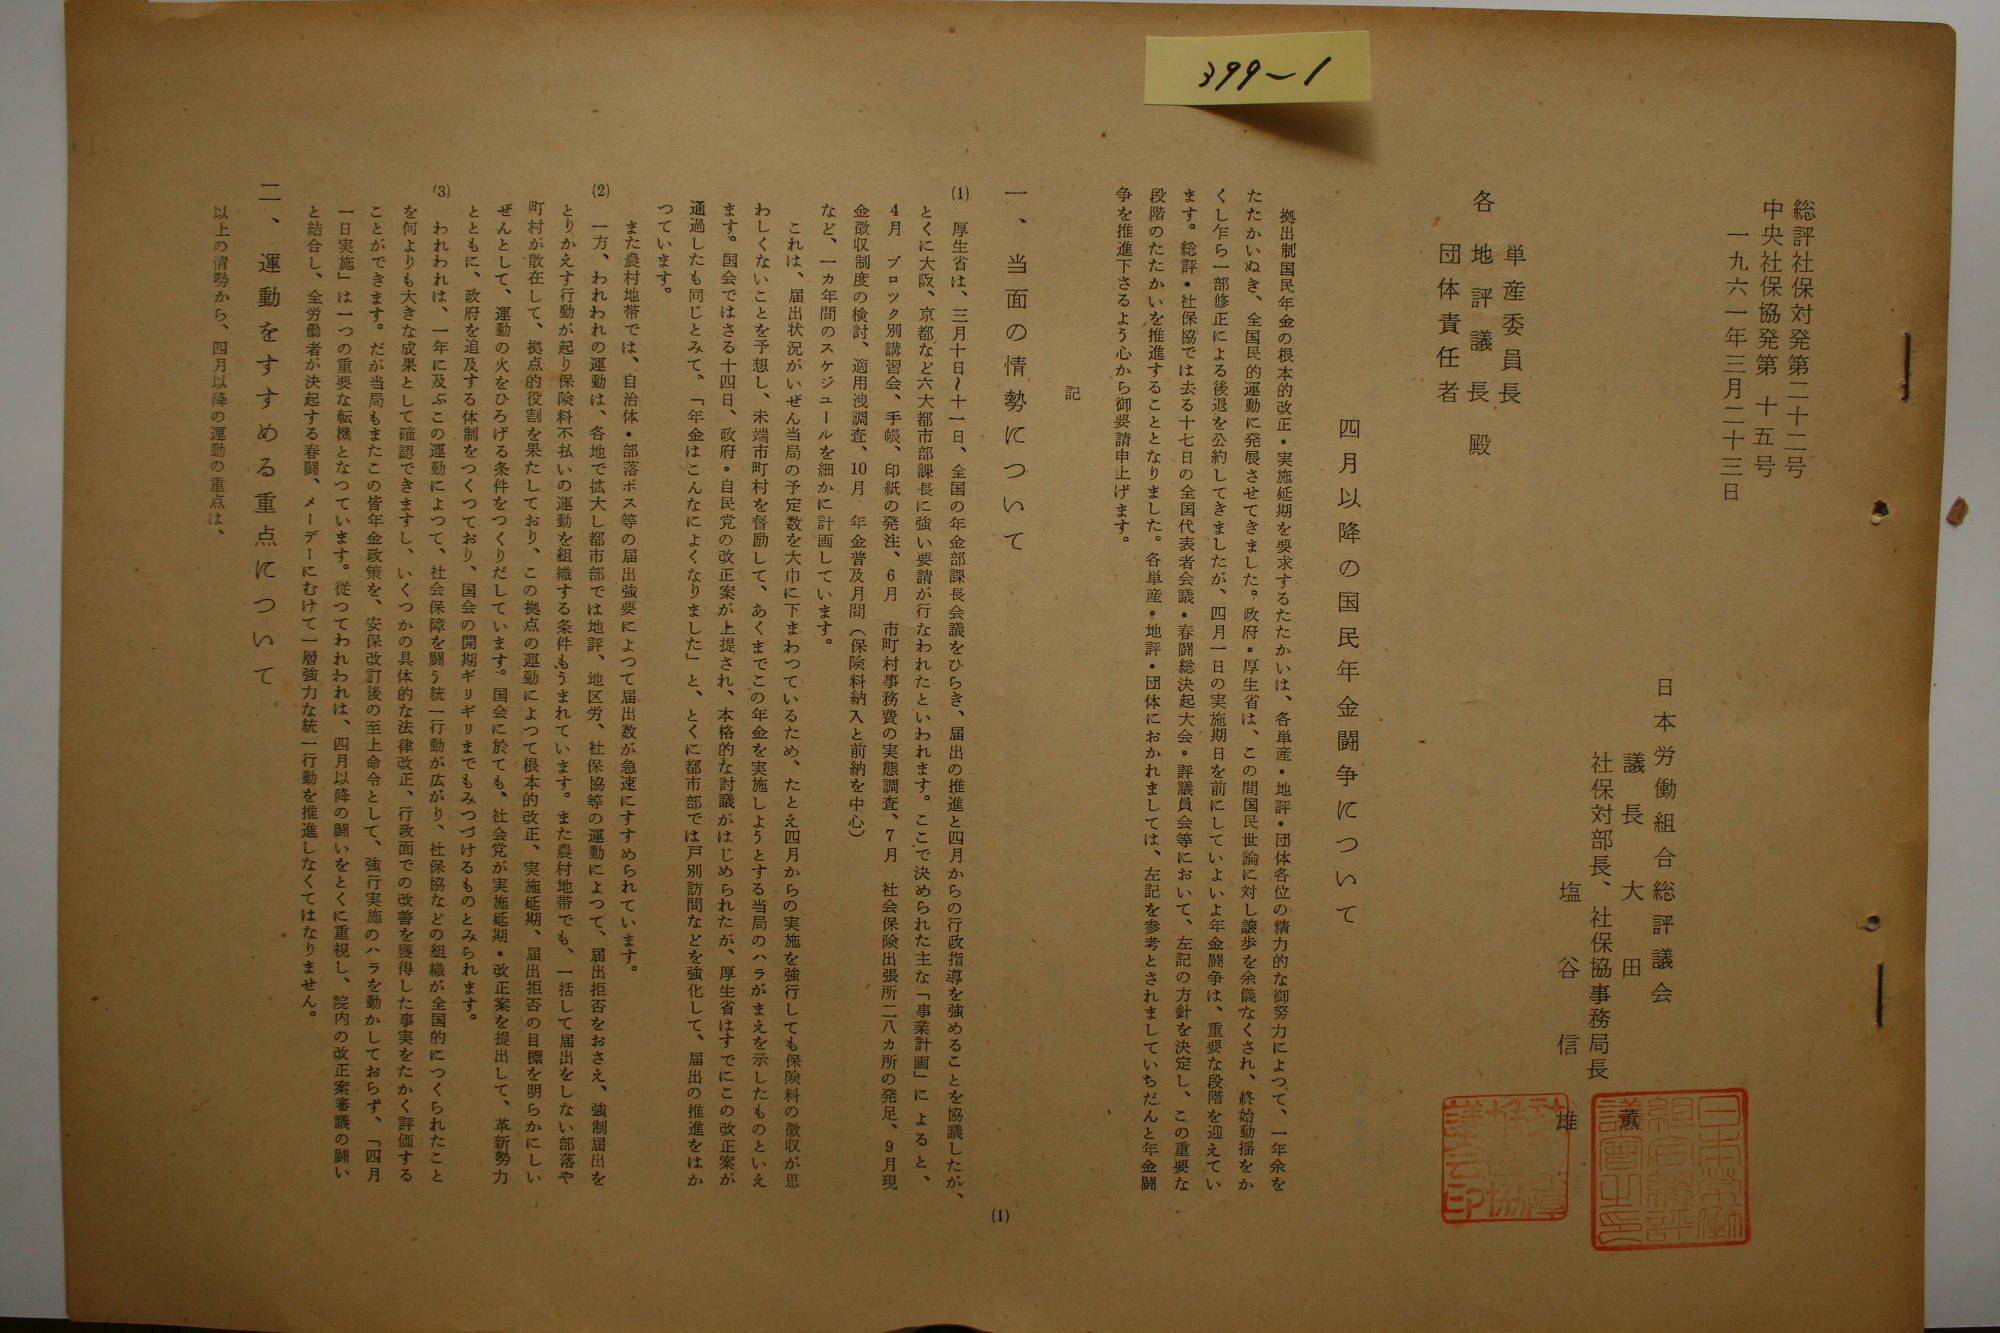 399-1
総評社保対発第二十二号
中央社保協発第 十五号
一九六一年三月二十三日
日本労働組合総評議会
議長 大田 薫
社保対部長、社保協事務局長
塩谷信雄
単産委員長
各地評議長 殿
団体責任者
四月以降の国民年金闘争について
拠出制国民年金の根本的改正・実施延期を要求するたたかいは、各単産・地評・団体各位の精力的な御努力によつて、一年余を
たたかいぬき、全国民的運動に発展させてきました。政府・厚生省は、この間国民世論に対し譲歩を余儀なくされ、終始動揺をか
くし乍ら一部修正による後退を公約してきましたが、四月一日の実施期日を前にしていよいよ年金闘争は、重要な段階を迎えてい
ます。総評・社保協では去る十七日の全国代表者会議・春闘総決起大会・評議員会等において、左記の方針を決定し、この重要な
段階のたたかいを推進することとなりました。各単産・地評・団体におかれましては、左記を参考とされましていちだんと年金闘
争を推進下さるよう心から御要請申上げます。
記
一、当面の情勢について
(1) 厚生省は、三月十日〜十一日、全国の年金部課長会議をひらき、届出の推進と四月からの行政指導を強めることを協議したが、
とくに大阪、京都など六大都市部課長に強い要請が行なわれたといわれます。ここで決められた主な「事業計画」によると、
4月 ブロツク別講習会、手帳、印紙の発注、6月 市町村事務費の実態調査、7月 社会保険出張所二八カ所の発足、9月現
金徴収制度の検討、適用洩調査、10月 年金普及月間(保険料納入と前納を中心)
など、一カ年間のスケジユールを細かに計画しています。
これは、届出状況がいぜん当局の予定数を大巾に下まわつているため、たとえ四月からの実施を強行しても保険料の徴収が思
わしくないことを予想し、末端市町村を督励して、あくまでこの年金を実施しようとする当局のハラがまえを示したものといえ
ます。国会ではさる十四日、政府・自民党の改正案が上提され、本格的な討議がはじめられたが、厚生省はすでにこの改正案が
通過したも同じとみて、「年金はこんなによくなりました」と、とくに都市部では戸別訪問などを強化して、届出の推進をはか
つています。
また農村地帯では、自治体・部落ボス等の届出強要によつて届出数が急速にすすめられています。
(2) 一方、われわれの運動は、各地で拡大し都市部では地評、地区労、社保協等の運動によつて、届出拒否をおさえ、強制届出を
とりかえす行動が起り保険料不払いの運動を組織する条件もうまれています。また農村地帯でも、一括して届出をしない部落や
町村が散在して、拠点的役割を果たしており、この拠点の運動によつて根本的改正、実施延期、届出拒否の目標を明らかにしい
ぜんとして、運動の火をひろげる条件をつくりだしています。国会に於ても、社会党が実施延期・改正案を提出して、革新勢力
とともに、政府を追及する体制をつくつており、国会の開期ギリギリまでもみつづけるものとみられます。
(3) われわれは、一年に及ぶこの運動によつて、社会保障を闘う統一行動が広がり、社保協などの組織が全国的につくられたこと
を何よりも大きな成果として確認できますし、いくつかの具体的な法律改正、行政面での改善を獲得した事実をたかく評価する
ことができます。だが当局もまたこの皆年金政策を、安保改訂後の至上命令として、強行実施のハラを動かしておらず、「四月
一日実施」は一つの重要な転機となつています。従つてわれわれは、四月以降の闘いをとくに重視し、院内の改正案審議の闘い
と結合し、全労働者が決起する春闘、メーデーにむけて一層強力な統一行動を推進しなくてはなりません。
二、運動をすすめる重点について
以上の情勢から、四月以降の運動の重点は、
(1)
日本労働
組合総評
議会之印